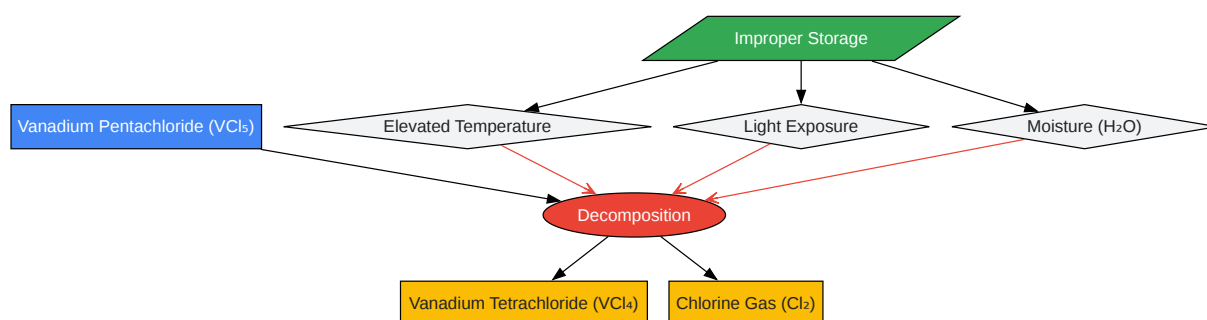 Improper Storage
Vanadium Pentachloride (VCl₅)
Elevated Temperature
Light Exposure
Moisture (H₂O)
Decomposition
Vanadium Tetrachloride (VCl₄)
Chlorine Gas (Cl₂)